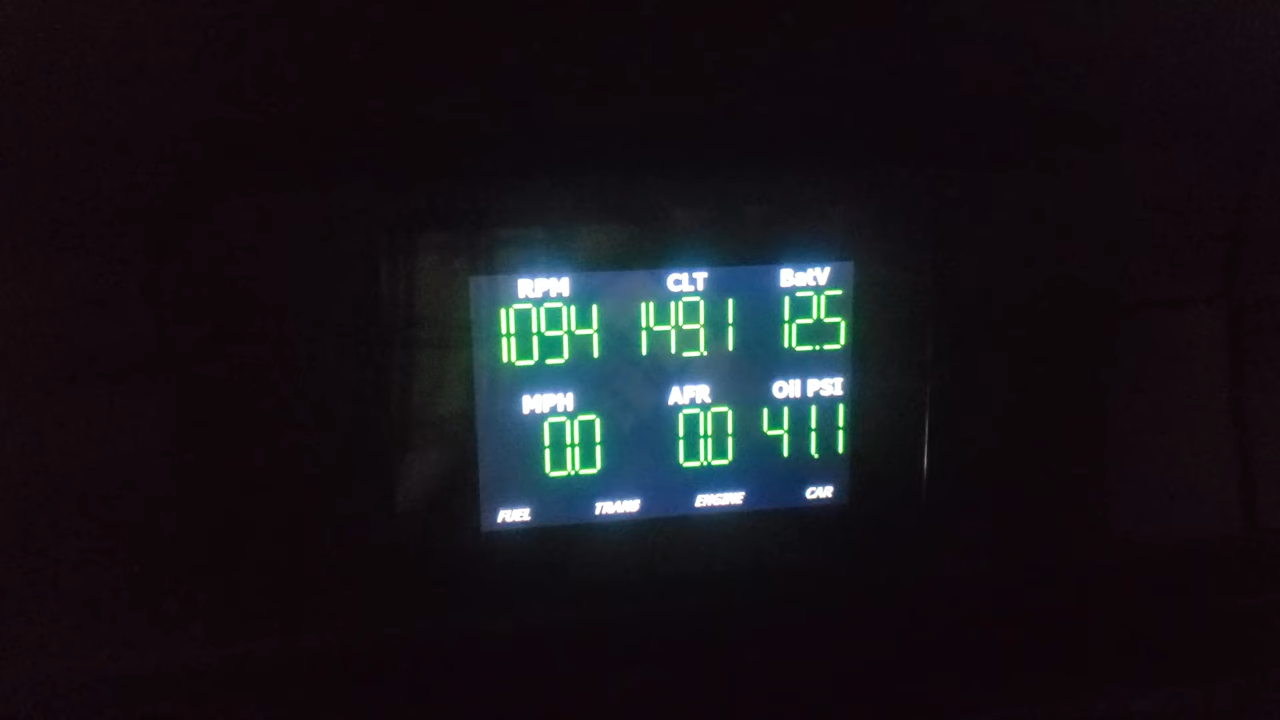 RPM CLT BatV
1094 149.1 12.5
MPH AFR Oil PSI
0.0 0.0 41.1
FUEL TRANS ENGINE CAR